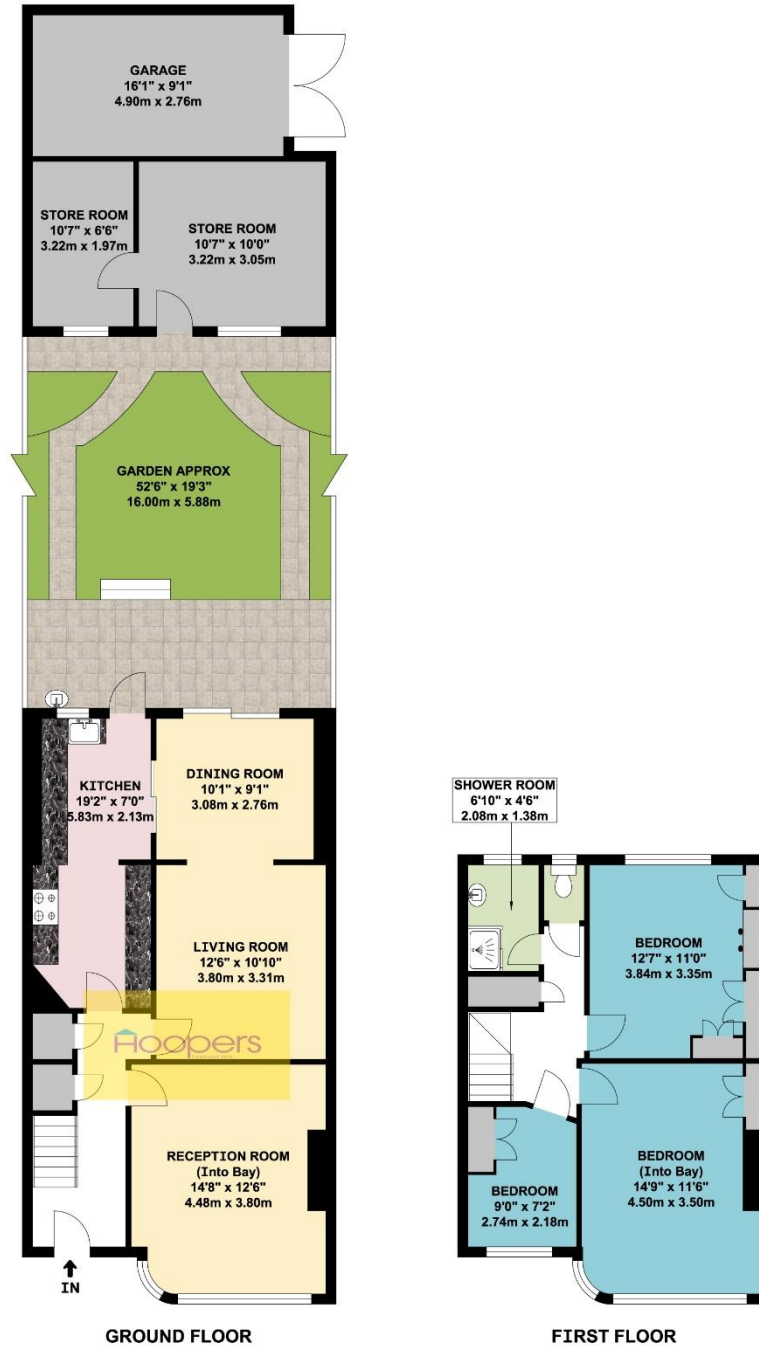 GARAGE
16'1" x 9'1"
4.90m x 2.76m
STORE ROOM
10'7" x 6'6"
3.22m x 1.97m
STORE ROOM
10'7" x 10'0"
3.22m x 3.05m
GARDEN APPROX
52'6" x 19'3"
16.00m x 5.88m
KITCHEN
19'2" x 7'0"
5.83m x 2.13m
DINING ROOM
10'1" x 9'1"
3.08m x 2.76m
LIVING ROOM
12'6" x 10'10"
3.80m x 3.31m
Hoopers
RECEPTION ROOM
(Into Bay)
14'8" x 12'6"
4.48m x 3.80m
IN
GROUND FLOOR
SHOWER ROOM
6'10" x 4'6"
2.08m x 1.38m
BEDROOM
12'7" x 11'0"
3.84m x 3.35m
BEDROOM
9'0" x 7'2"
2.74m x 2.18m
BEDROOM
(Into Bay)
14'9" x 11'6"
4.50m x 3.50m
FIRST FLOOR